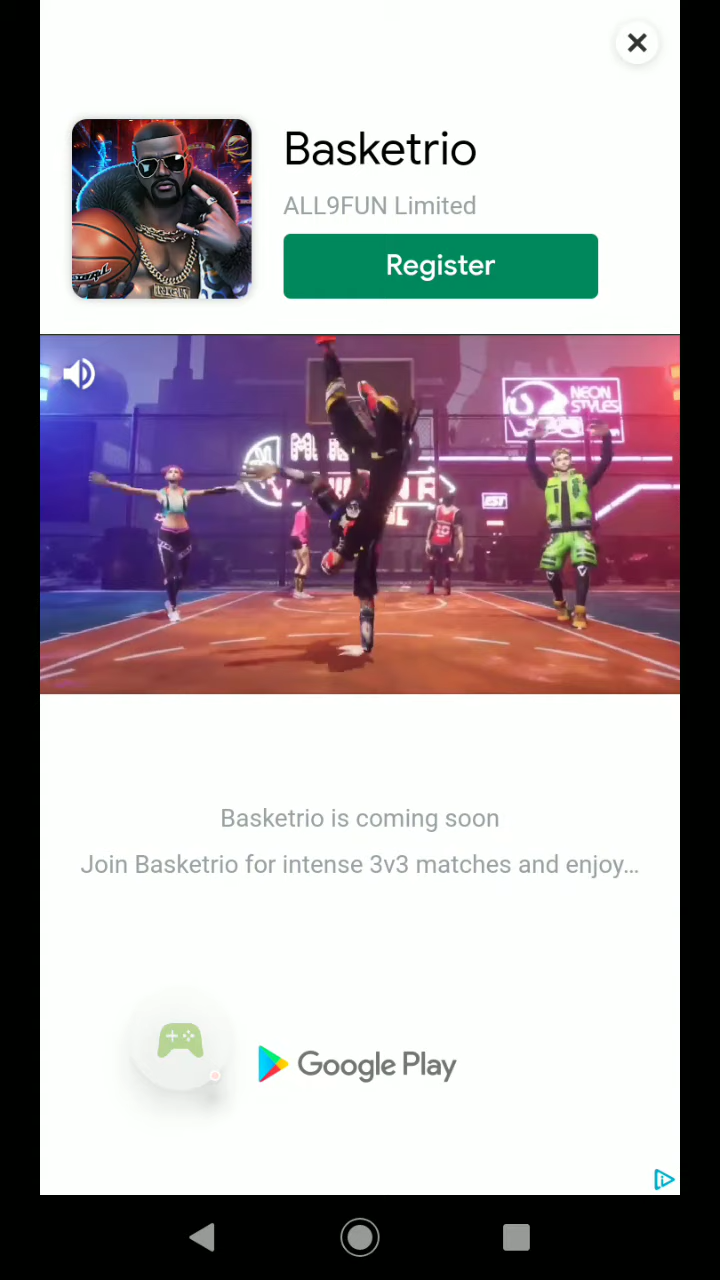 Basketrio
ALL9FUN Limited
Register
NEON
STYLES
Basketrio is coming soon
Join Basketrio for intense 3v3 matches and enjoy…
Google Play